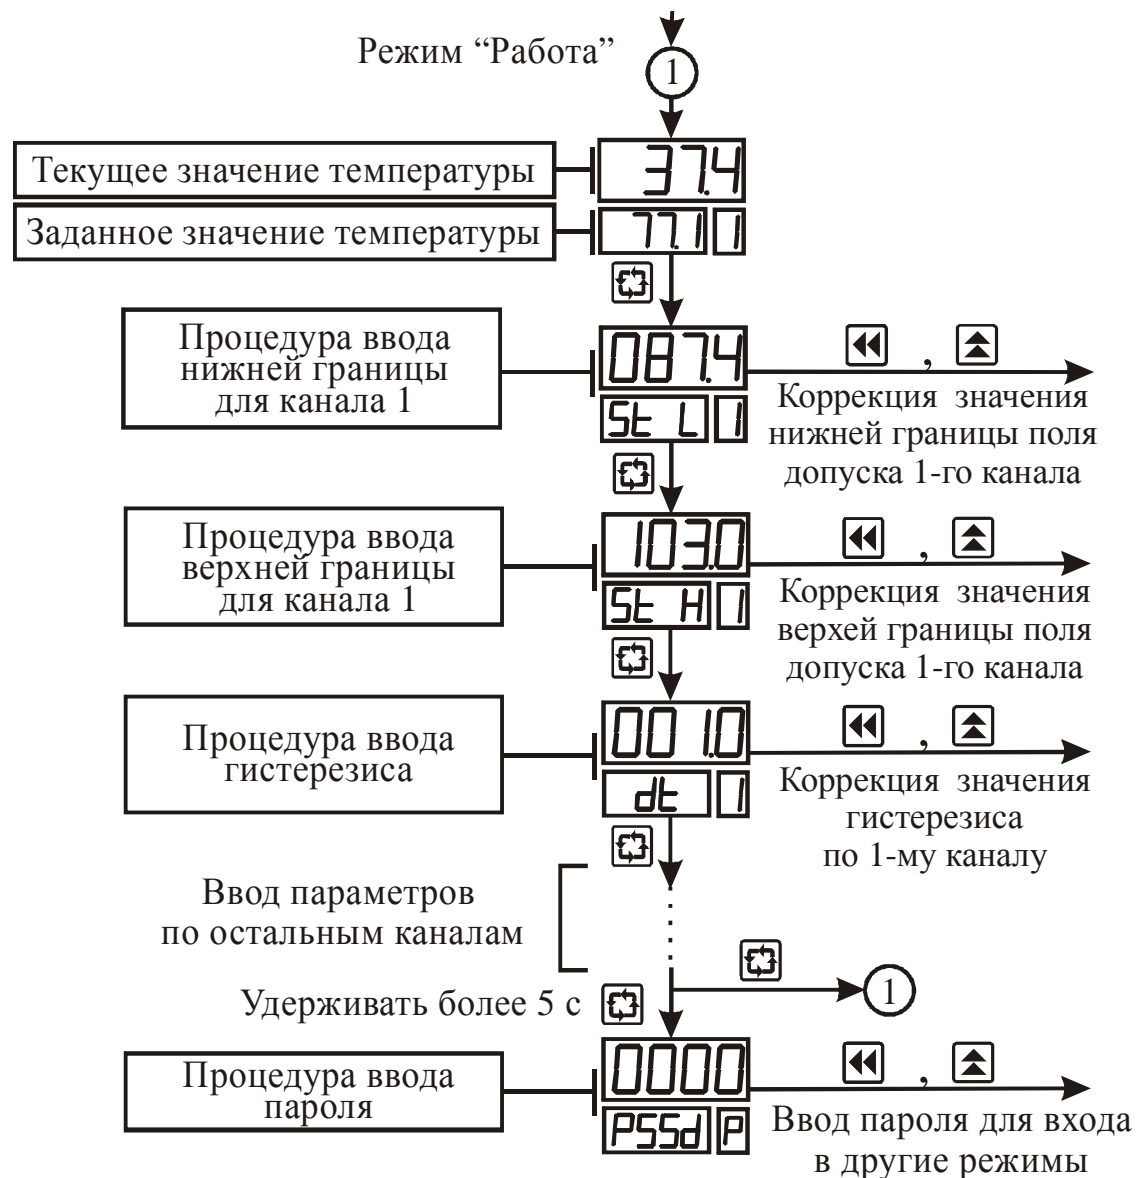 Режим “Работа”
1
Текущее значение температуры
37.4
Заданное значение температуры
77.1 1
Процедура ввода
нижней границы
для канала 1
087.4
St L 1
,
Коррекция значения
нижней границы поля
допуска 1-го канала
Процедура ввода
верхней границы
для канала 1
103.0
St H 1
,
Коррекция значения
верхей границы поля
допуска 1-го канала
Процедура ввода
гистерезиса
001.0
dt 1
,
Коррекция значения
гистерезиса
по 1-му каналу
Ввод параметров
по остальным каналам
1
Удерживать более 5 с
Процедура ввода
пароля
0000
PSSd P
,
Ввод пароля для входа
в другие режимы